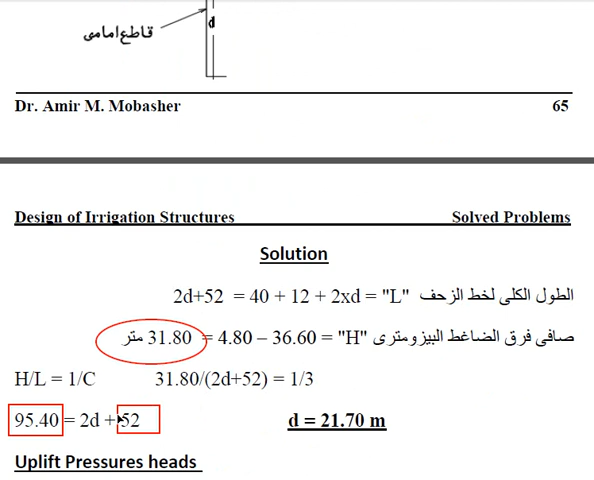 قاطع امامى
d
Dr. Amir M. Mobasher 65
Design of Irrigation Structures Solved Problems
Solution
الطول الكلى لخط الزحف "L" = 2d+52 = 40 + 12 + 2xd
صافى فرق الضاغط البيزومترى "H" = 36.60 – 4.80 = 31.80 متر
H/L = 1/C 31.80/(2d+52) = 1/3
95.40 = 2d + 52 d = 21.70 m
Uplift Pressures heads